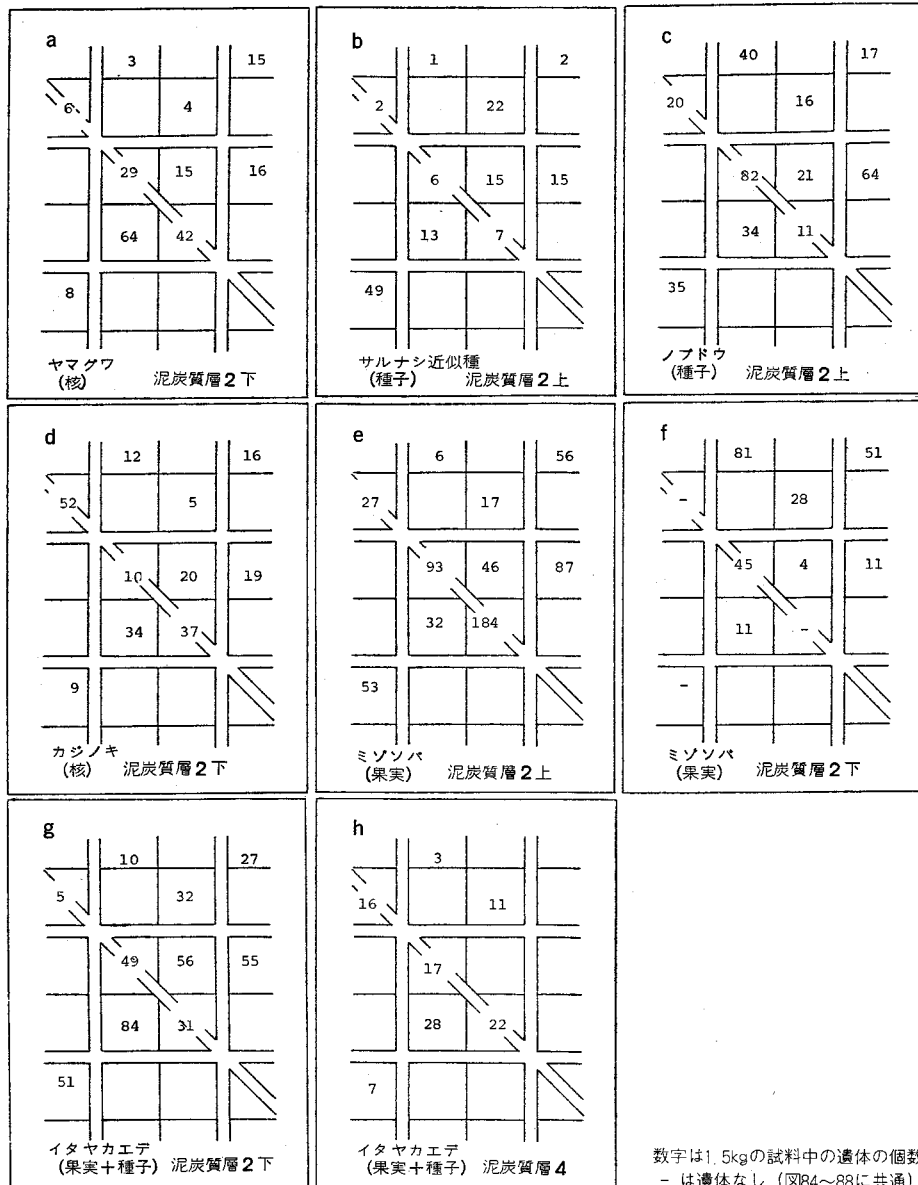 a
3 15
6 4
29 15 16
64 42
8
ヤマグワ
(核) 泥炭質層2下
b
1 2
2 22
6 15 15
13 7
49
サルナシ近似種
(種子) 泥炭質層2上
c
40 17
20 16
82 21 64
34 11
35
ノブドウ
(種子) 泥炭質層2上
d
12 16
52 5
10 20 19
34 37
9
カジノキ
(核) 泥炭質層2下
e
6 56
27 17
93 46 87
32 184
53
ミゾソバ
(果実) 泥炭質層2上
f
81 51
- 28
45 4 11
11 -
-
ミゾソバ
(果実) 泥炭質層2下
g
10 27
5 32
49 56 55
84 31
51
イタヤカエデ
(果実+種子) 泥炭質層2下
h
3
16 11
17
28 22
7
イタヤカエデ
(果実+種子) 泥炭質層4
数字は1.5kgの試料中の遺体の個数
- は遺体なし (図84~88に共通)